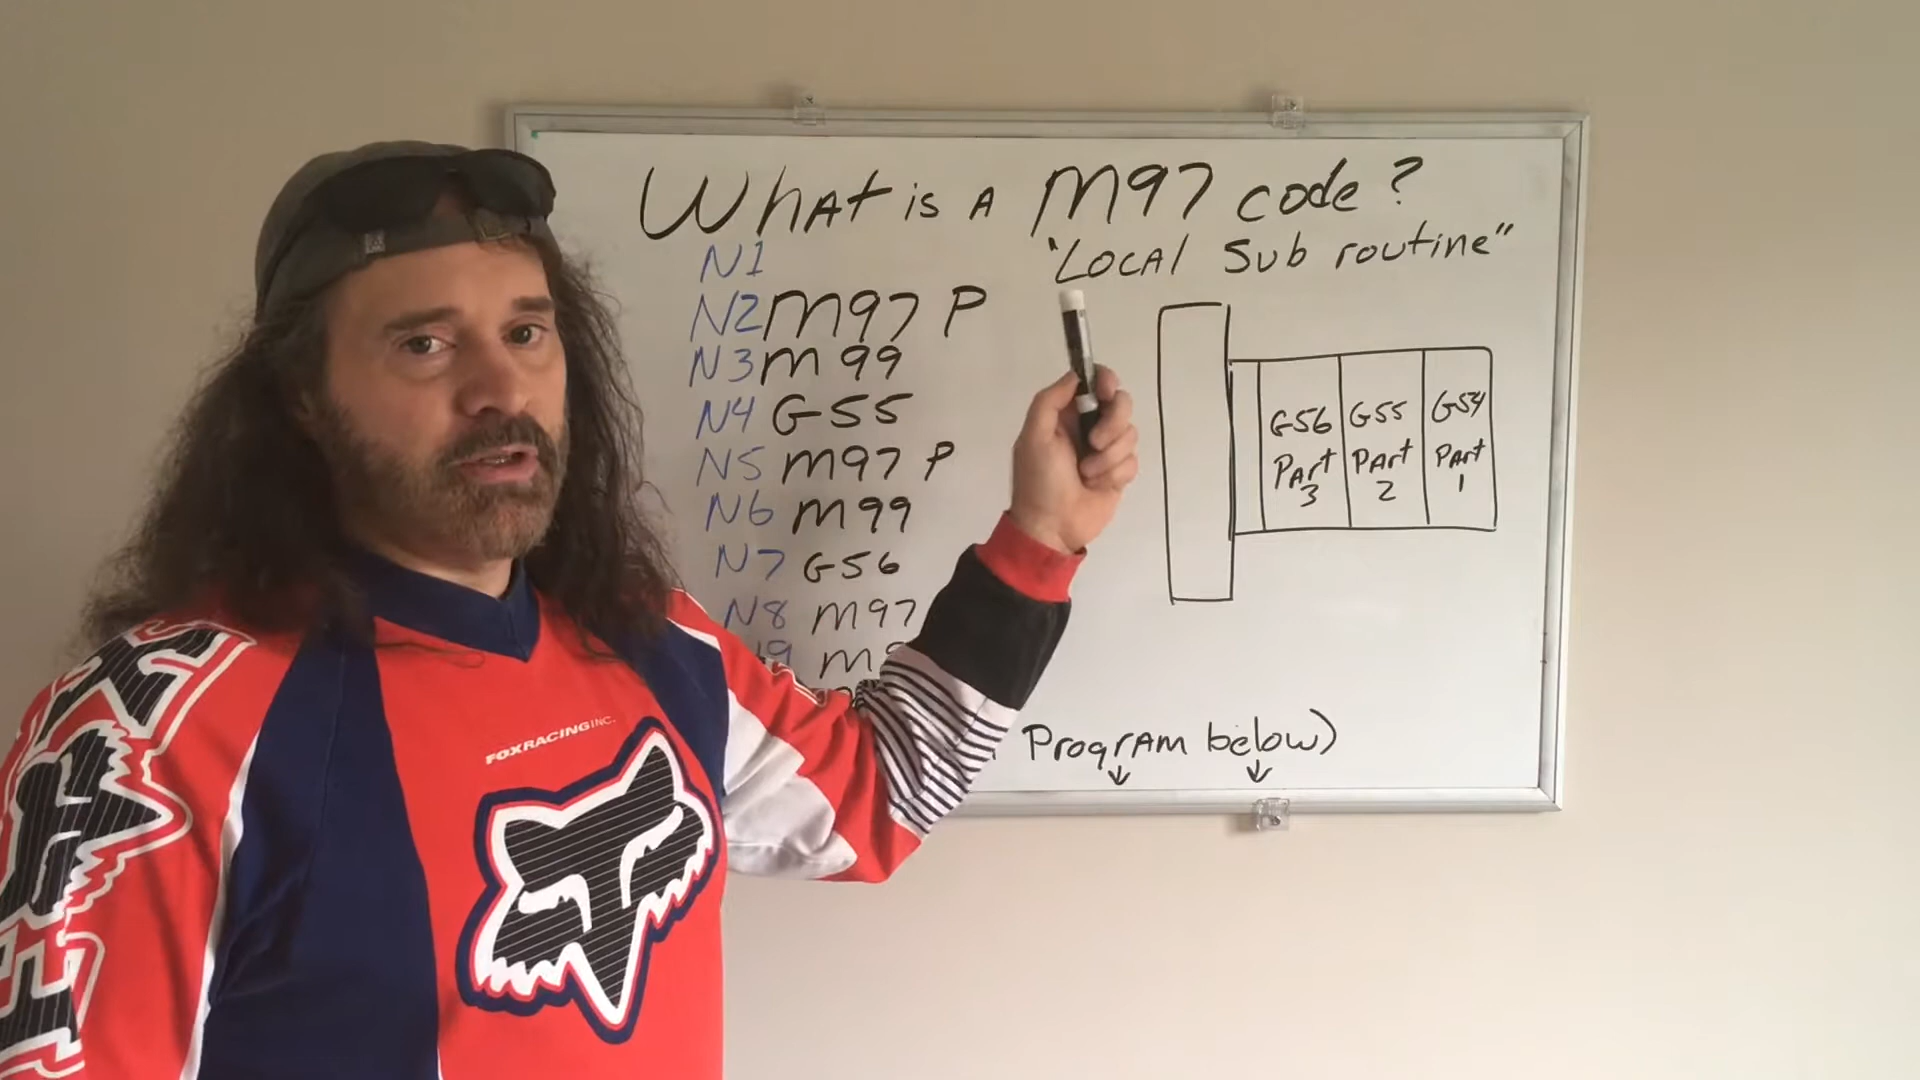 What is a M97 code?
"Local Sub routine"
N1
N2 M97 P
N3 M99
N4 G55
N5 M97 P
N6 M99
N7 G56
N8 M97
G56 Part 3
G55 Part 2
G54 Part 1
Program below)
FOXRACING INC.